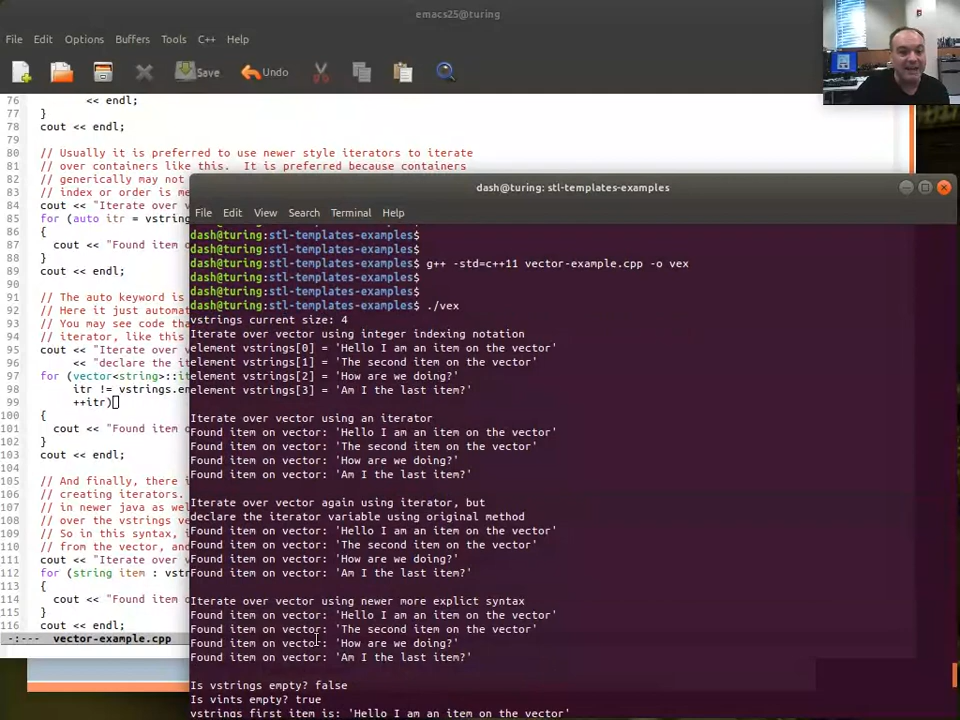 emacs25@turing
File Edit Options Buffers Tools C++ Help
Save Undo
76 << endl;
77 }
78 cout << endl;
79
80 // Usually it is preferred to use newer style iterators to iterate
81 // over containers like this. It is preferred because containers
82 // generically may not
83 // index or order is me
84 cout << "Iterate over v
85 for (auto itr = vstring
86 {
87 cout << "Found item o
88 }
89 cout << endl;
90
91 // The auto keyword is
92 // Here it just automat
93 // You may see code tha
94 // iterator, like this
95 cout << "Iterate over v
96 << "declare the it
97 for (vector<string>::it
98 itr != vstrings.en
99 ++itr)
100 {
101 cout << "Found item o
102 }
103 cout << endl;
104
105 // And finally, there i
106 // creating iterators.
107 // in newer java as wel
108 // over the vstrings ve
109 // So in this syntax, i
110 // from the vector, and
111 cout << "Iterate over v
112 for (string item : vstr
113 {
114 cout << "Found item o
115 }
116 cout << endl;
-:--- vector-example.cpp
dash@turing: stl-templates-examples
File Edit View Search Terminal Help
dash@turing:stl-templates-examples$
dash@turing:stl-templates-examples$
dash@turing:stl-templates-examples$ g++ -std=c++11 vector-example.cpp -o vex
dash@turing:stl-templates-examples$
dash@turing:stl-templates-examples$
dash@turing:stl-templates-examples$ ./vex
vstrings current size: 4
Iterate over vector using integer indexing notation
element vstrings[0] = 'Hello I am an item on the vector'
element vstrings[1] = 'The second item on the vector'
element vstrings[2] = 'How are we doing?'
element vstrings[3] = 'Am I the last item?'
Iterate over vector using an iterator
Found item on vector: 'Hello I am an item on the vector'
Found item on vector: 'The second item on the vector'
Found item on vector: 'How are we doing?'
Found item on vector: 'Am I the last item?'
Iterate over vector again using iterator, but
declare the iterator variable using original method
Found item on vector: 'Hello I am an item on the vector'
Found item on vector: 'The second item on the vector'
Found item on vector: 'How are we doing?'
Found item on vector: 'Am I the last item?'
Iterate over vector using newer more explict syntax
Found item on vector: 'Hello I am an item on the vector'
Found item on vector: 'The second item on the vector'
Found item on vector: 'How are we doing?'
Found item on vector: 'Am I the last item?'
Is vstrings empty? false
Is vints empty? true
vstrings first item is: 'Hello I am an item on the vector'